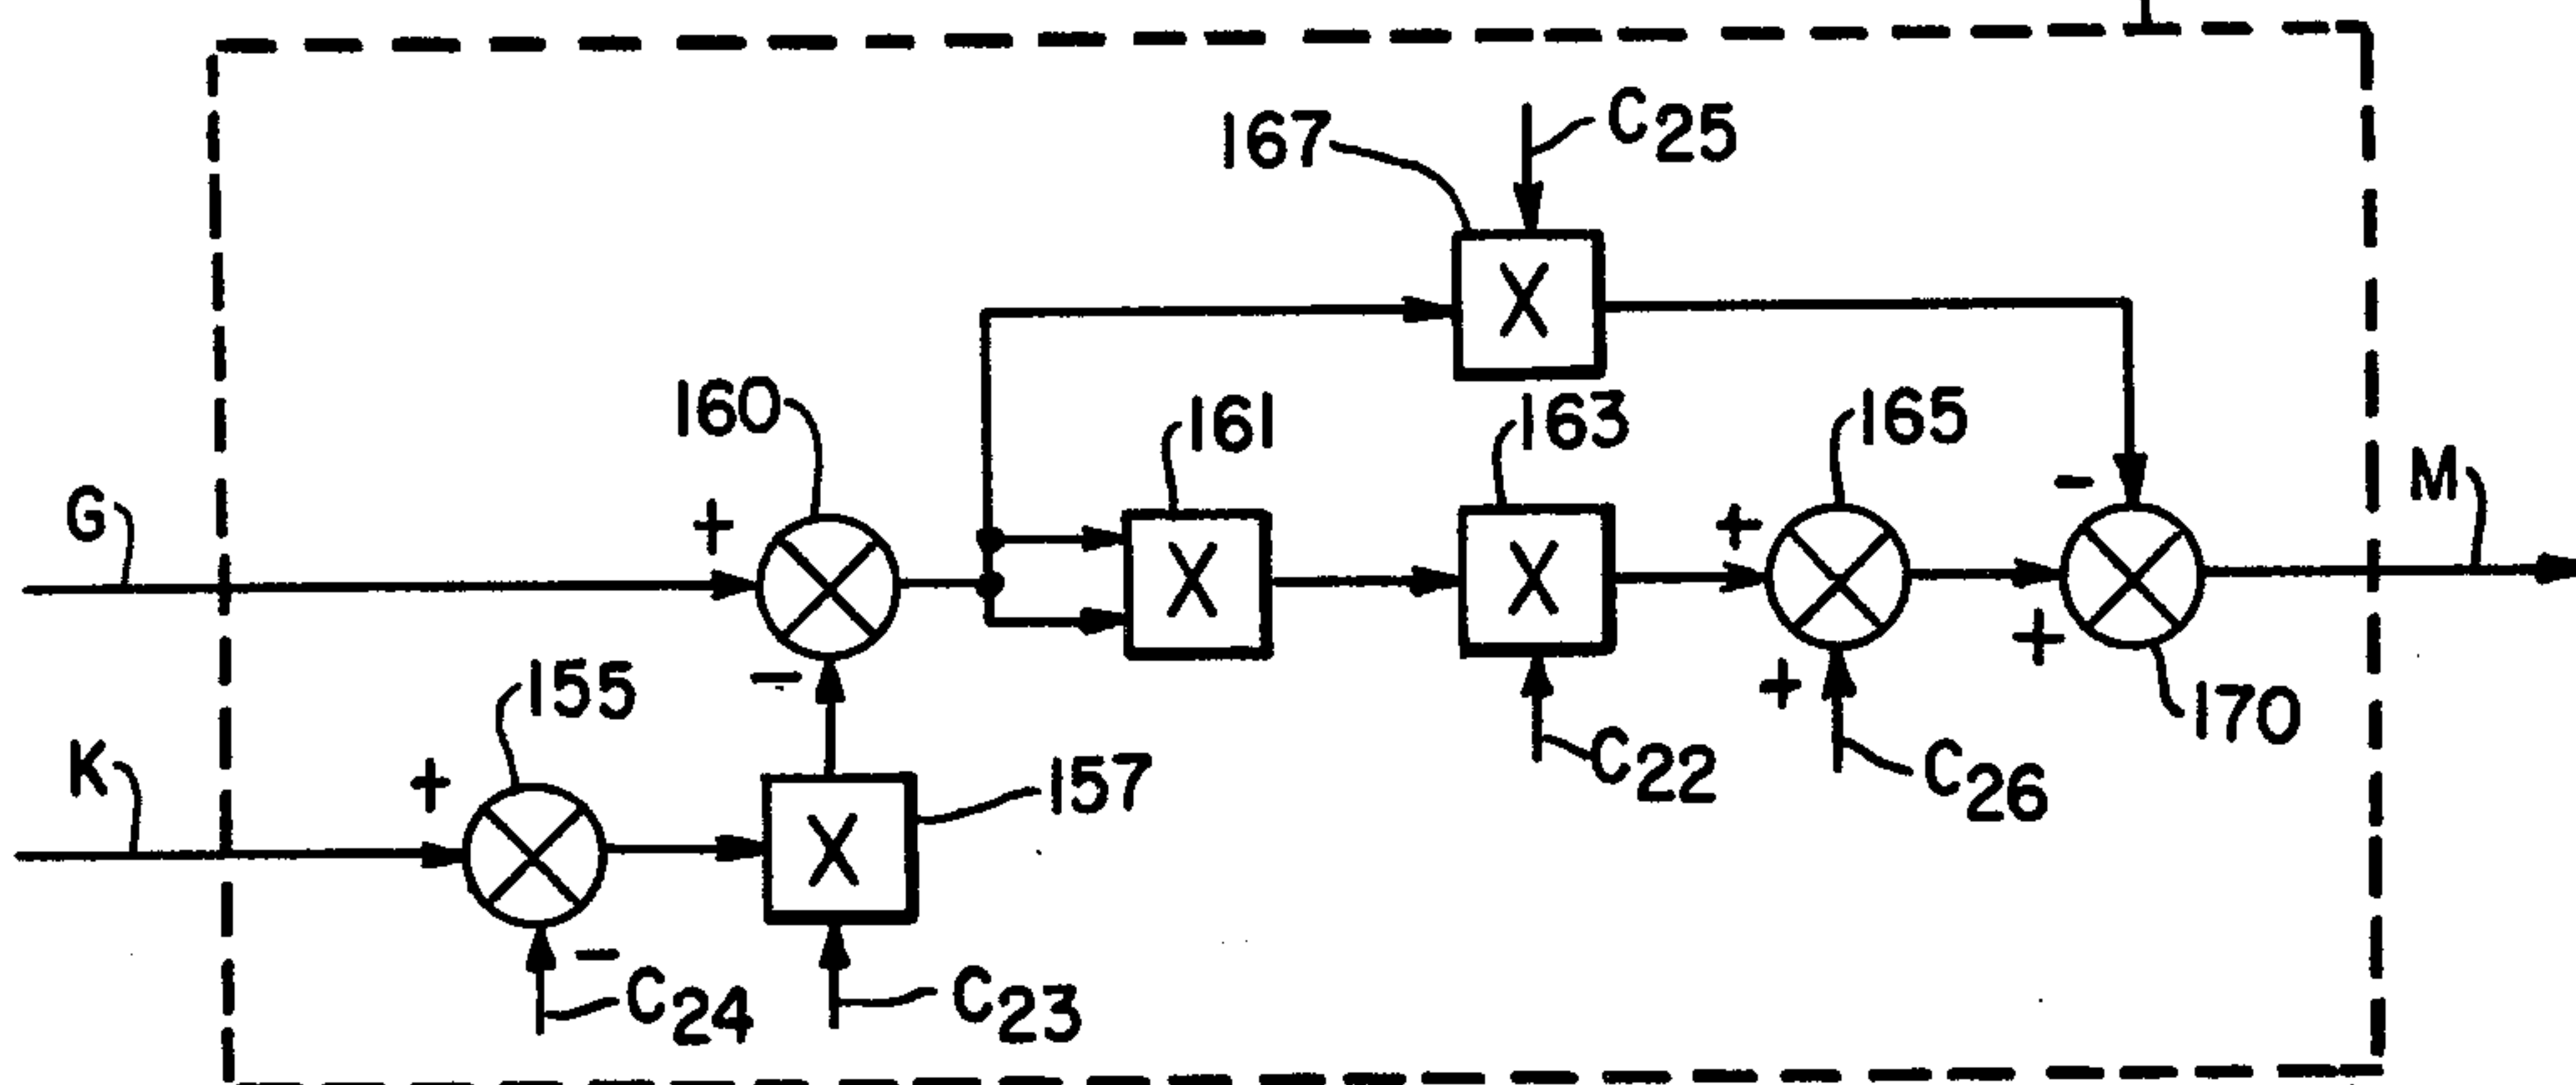 167
C25
X
160
161
163
165
G
+
X
X
+
-
M
-
+
+
170
155
K
+
157
X
C22
C26
-
C24
C23